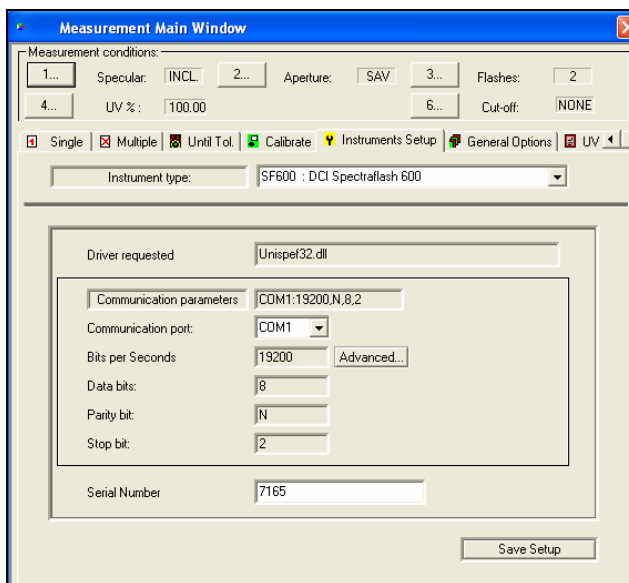 Measurement Main Window
Measurement conditions:
1... Specular: INCL. 2... Aperture: SAV 3... Flashes: 2
4... UV % : 100.00 6... Cut-off: NONE
1 Single Multiple Until Tol. Calibrate Instruments Setup General Options UV
Instrument type: SF600 : DCI Spectraflash 600
Driver requested Unispef32.dll
Communication parameters COM1:19200,N,8,2
Communication port: COM1
Bits per Seconds 19200 Advanced...
Data bits: 8
Parity bit: N
Stop bit: 2
Serial Number 7165
Save Setup